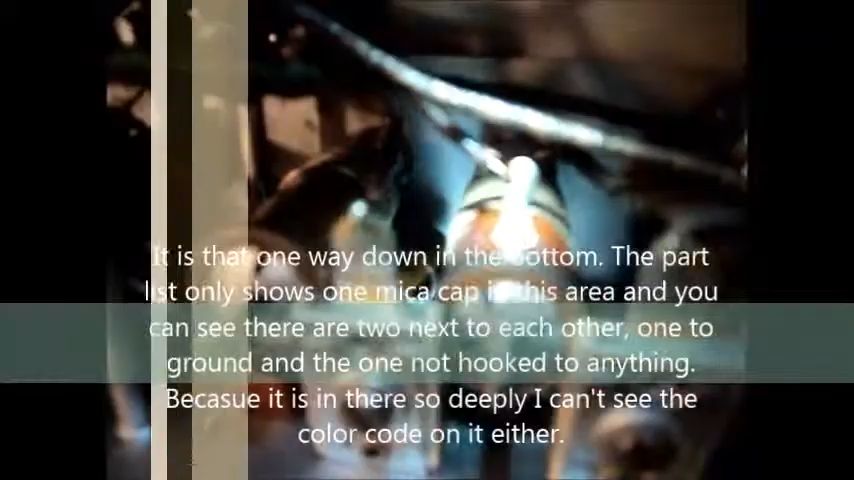 It is that one way down in the bottom. The part
list only shows one mica cap in this area and you
can see there are two next to each other, one to
ground and the one not hooked to anything.
Becasue it is in there so deeply I can't see the
color code on it either.